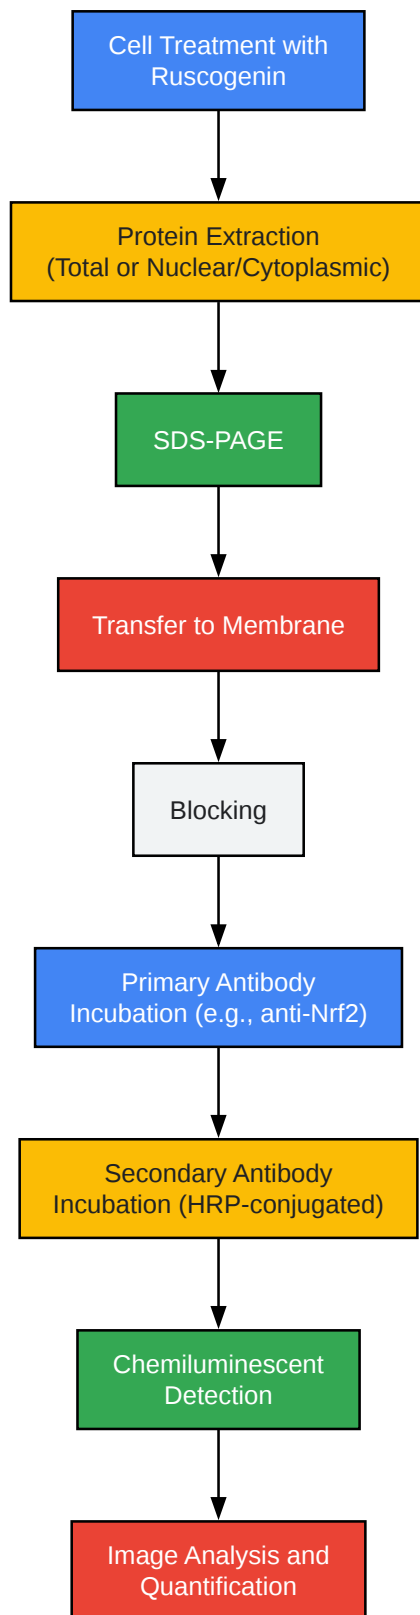 Cell Treatment with
Ruscogenin
Protein Extraction
(Total or Nuclear/Cytoplasmic)
SDS-PAGE
Transfer to Membrane
Blocking
Primary Antibody
Incubation (e.g., anti-Nrf2)
Secondary Antibody
Incubation (HRP-conjugated)
Chemiluminescent
Detection
Image Analysis and
Quantification